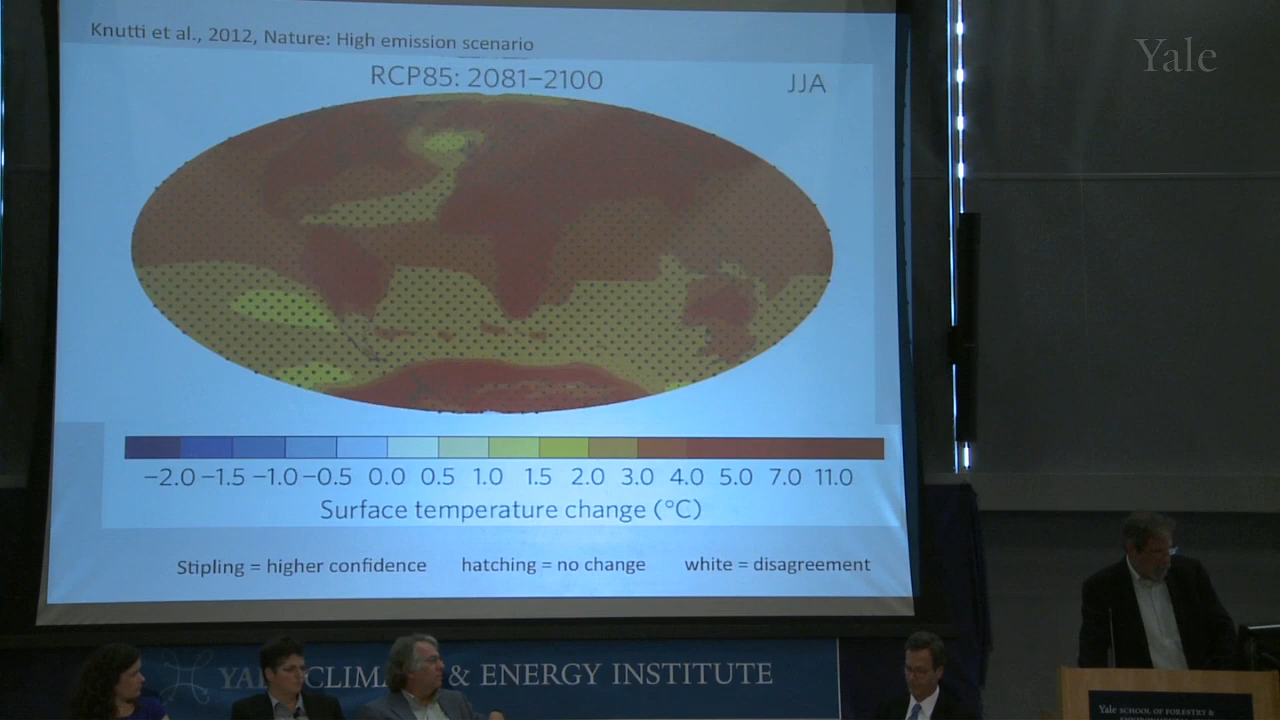 Knutti et al., 2012, Nature: High emission scenario
RCP85: 2081–2100
JJA
−2.0 −1.5 −1.0 −0.5 0.0 0.5 1.0 1.5 2.0 3.0 4.0 5.0 7.0 11.0
Surface temperature change (°C)
Stipling = higher confidence hatching = no change white = disagreement
Yale
YA CLIM & ENERGY INSTITUTE
Yale SCHOOL OF FORESTRY &